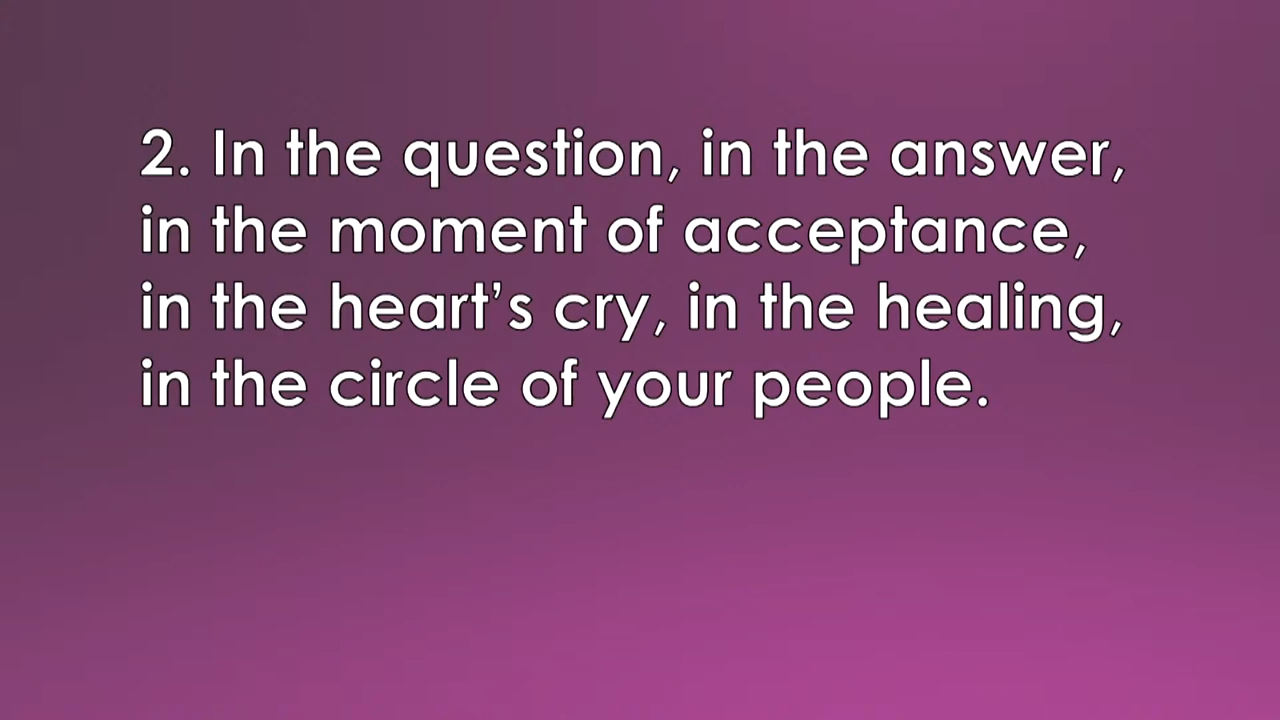 2. In the question, in the answer,
in the moment of acceptance,
in the heart’s cry, in the healing,
in the circle of your people.